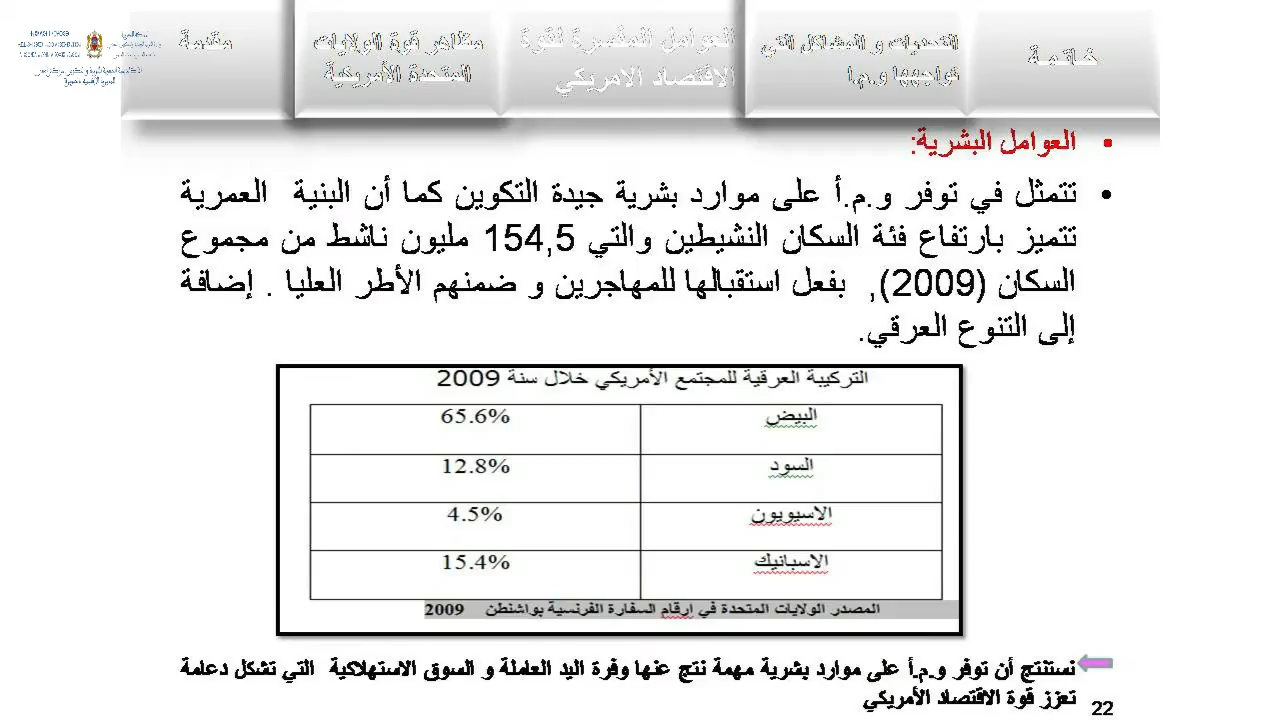 مقدمة
مظاهر قوة الولايات
المتحدة الأمريكية
العوامل المفسرة لقوة
الاقتصاد الامريكي
التحديات و المشاكل التي
تواجهها و.م.ا
خاتمة
• العوامل البشرية:
• تتمثل في توفر و.م.أ على موارد بشرية جيدة التكوين كما أن البنية العمرية
تتميز بارتفاع فئة السكان النشيطين والتي 154,5 مليون ناشط من مجموع
السكان (2009), بفعل استقبالها للمهاجرين و ضمنهم الأطر العليا . إضافة
إلى التنوع العرقي.
التركيبة العرقية للمجتمع الأمريكي خلال سنة 2009
البيض 65.6%
السود 12.8%
الاسيويون 4.5%
الاسبانيك 15.4%
المصدر الولايات المتحدة في ارقام السفارة الفرنسية بواشنطن 2009
نستنتج أن توفر و.م.أ على موارد بشرية مهمة نتج عنها وفرة اليد العاملة و السوق الاستهلاكية التي تشكل دعامة
تعزز قوة الاقتصاد الأمريكي
22